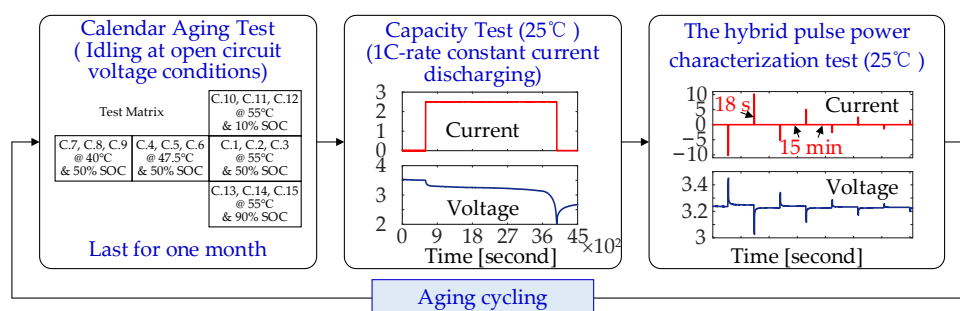 Calendar Aging Test
( Idling at open circuit
voltage conditions)
Test Matrix
C.10, C.11, C.12
@ 55°C
& 10% SOC
C.7, C.8, C.9
@ 40°C
& 50% SOC
C.4, C.5, C.6
@ 47.5°C
& 50% SOC
C.1, C.2, C.3
@ 55°C
& 50% SOC
C.13, C.14, C.15
@ 55°C
& 90% SOC
Last for one month
Capacity Test (25℃ )
(1C-rate constant current
discharging)
3
2
1
0
Current
4
3
2
Voltage
0 9 18 27 36 45
×10²
Time [second]
The hybrid pulse power
characterization test (25℃ )
10
5
0
−5
−10
18 s
Current
15 min
3.4
3.2
3
Voltage
Time [second]
Aging cycling